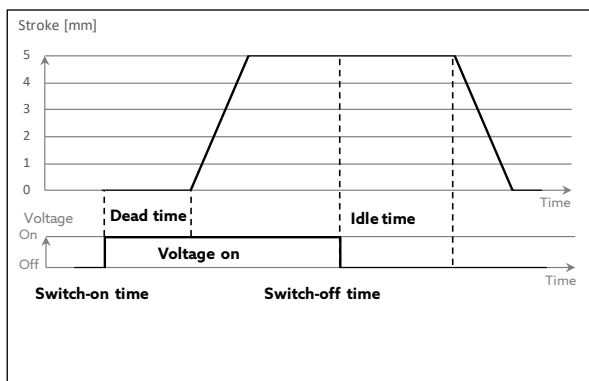 Stroke [mm]
5
4
3
2
1
0
Time
Voltage
Dead time
Idle time
On
Voltage on
Off
Time
Switch-on time
Switch-off time